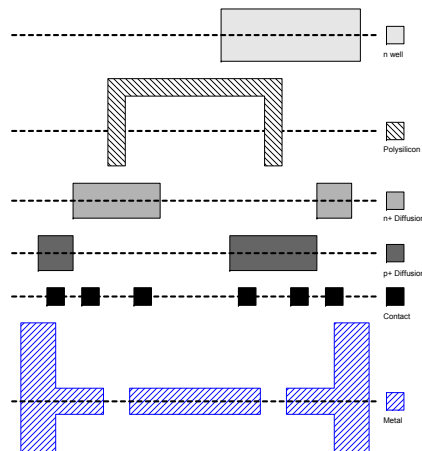 n well
Polysilicon
n+ Diffusion
p+ Diffusion
Contact
Metal